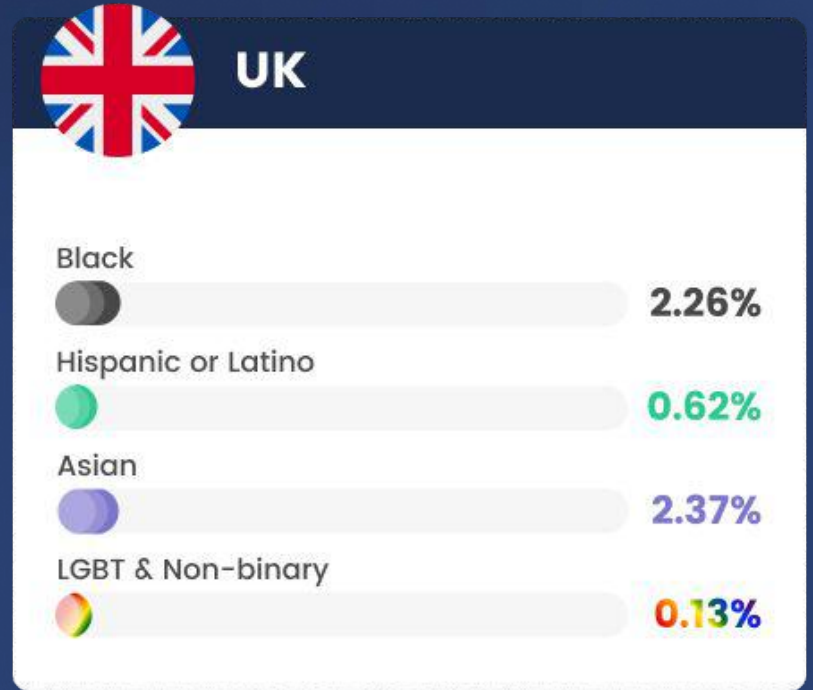 UK
Black
2.26%
Hispanic or Latino
0.62%
Asian
2.37%
LGBT & Non-binary
0.13%